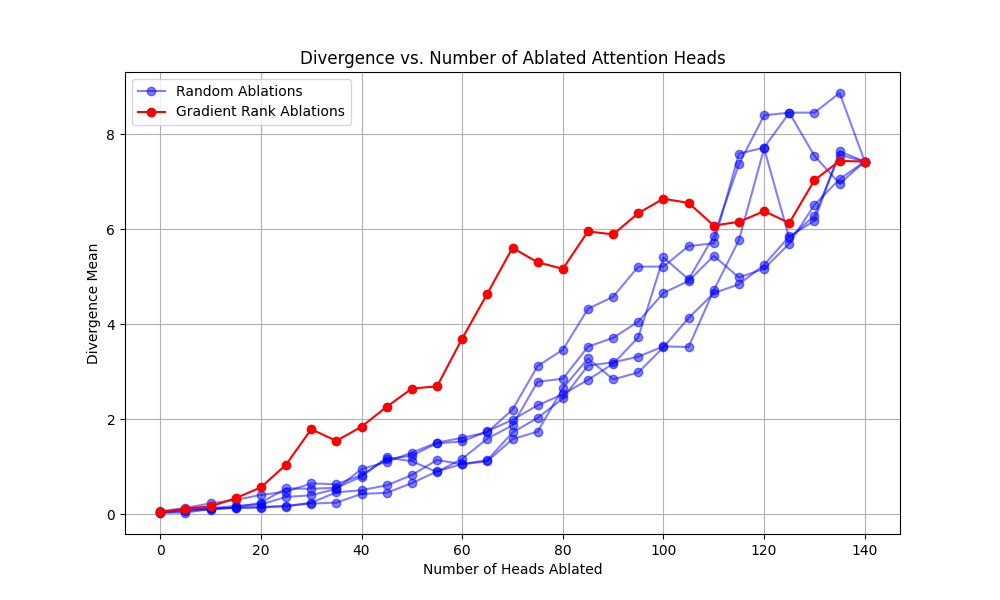 Divergence vs. Number of Ablated Attention Heads
Random Ablations
Gradient Rank Ablations
Divergence Mean
8
6
4
2
0
0 20 40 60 80 100 120 140
Number of Heads Ablated